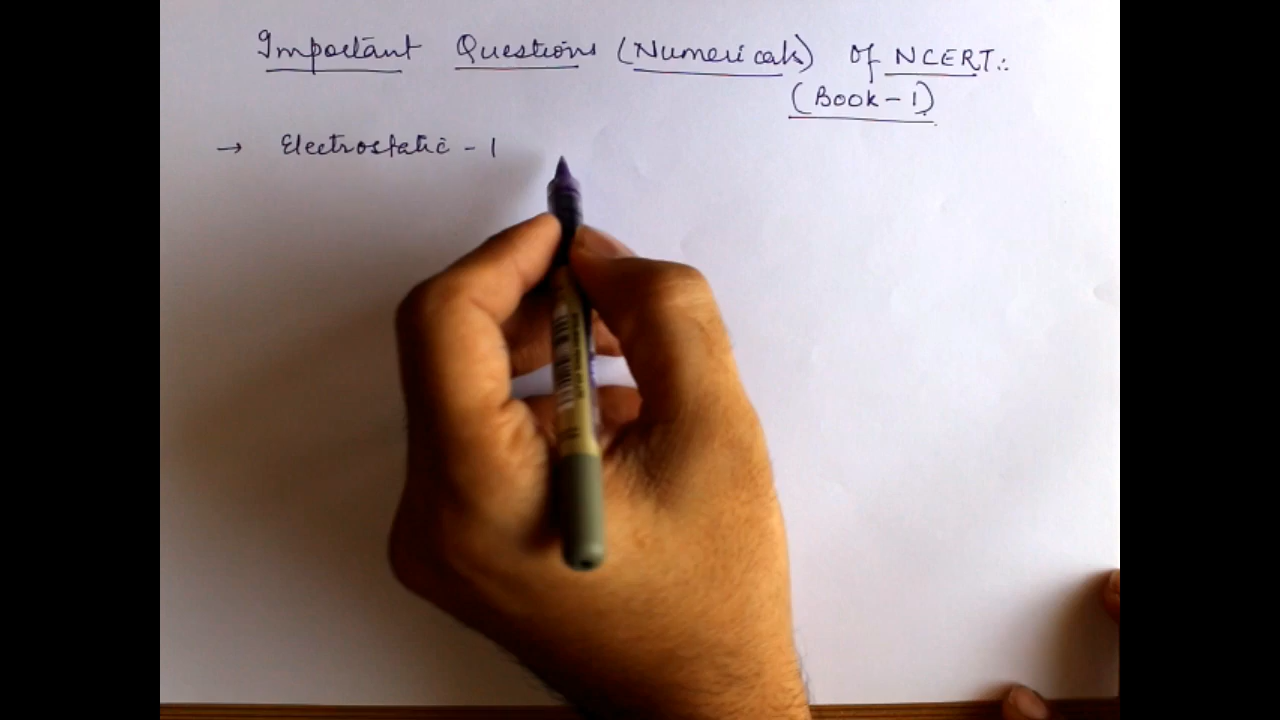 Important Questions (Numericals) of NCERT:
(Book-1)
→ Electrostatic - 1